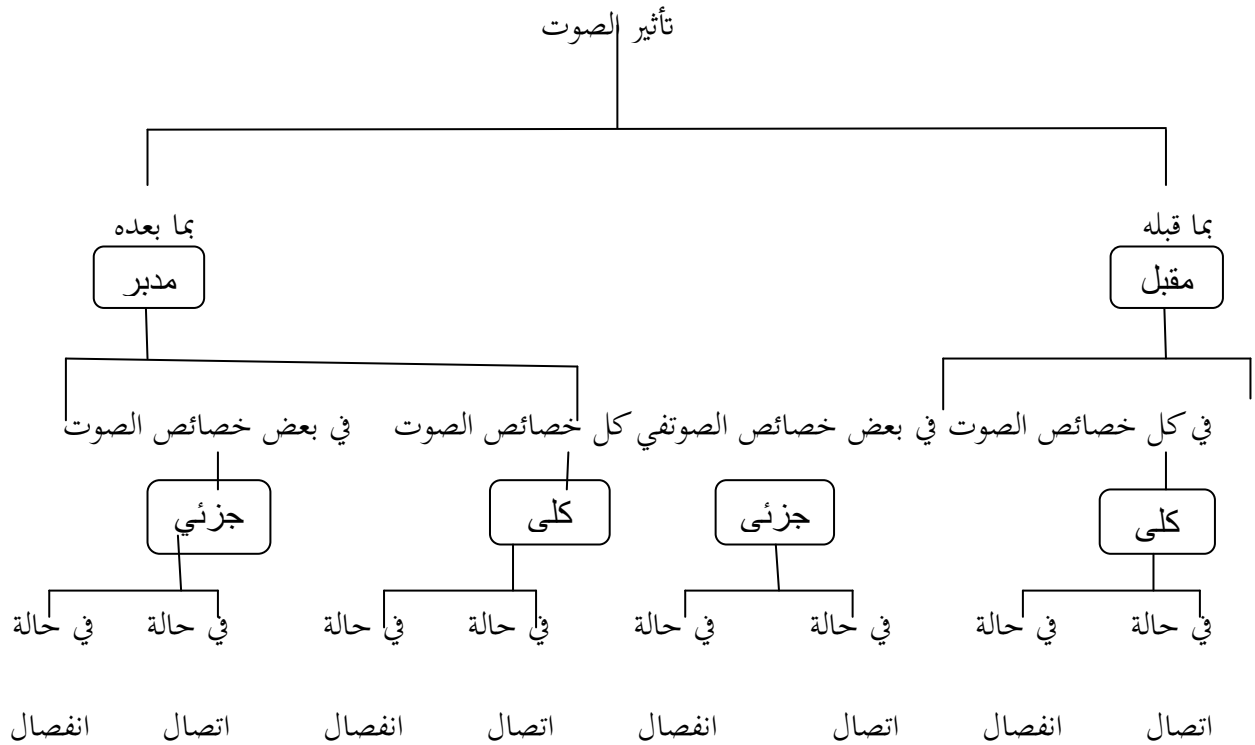 تأثير الصوت
بما قبله بما بعده
مقبل مدبر
في كل خصائص الصوت في بعض خصائص الصوتفي كل خصائص الصوت في بعض خصائص الصوت
كلى جزئى كلى جزئي
في حالة في حالة في حالة في حالة في حالة في حالة في حالة في حالة
اتصال انفصال اتصال انفصال اتصال انفصال اتصال انفصال